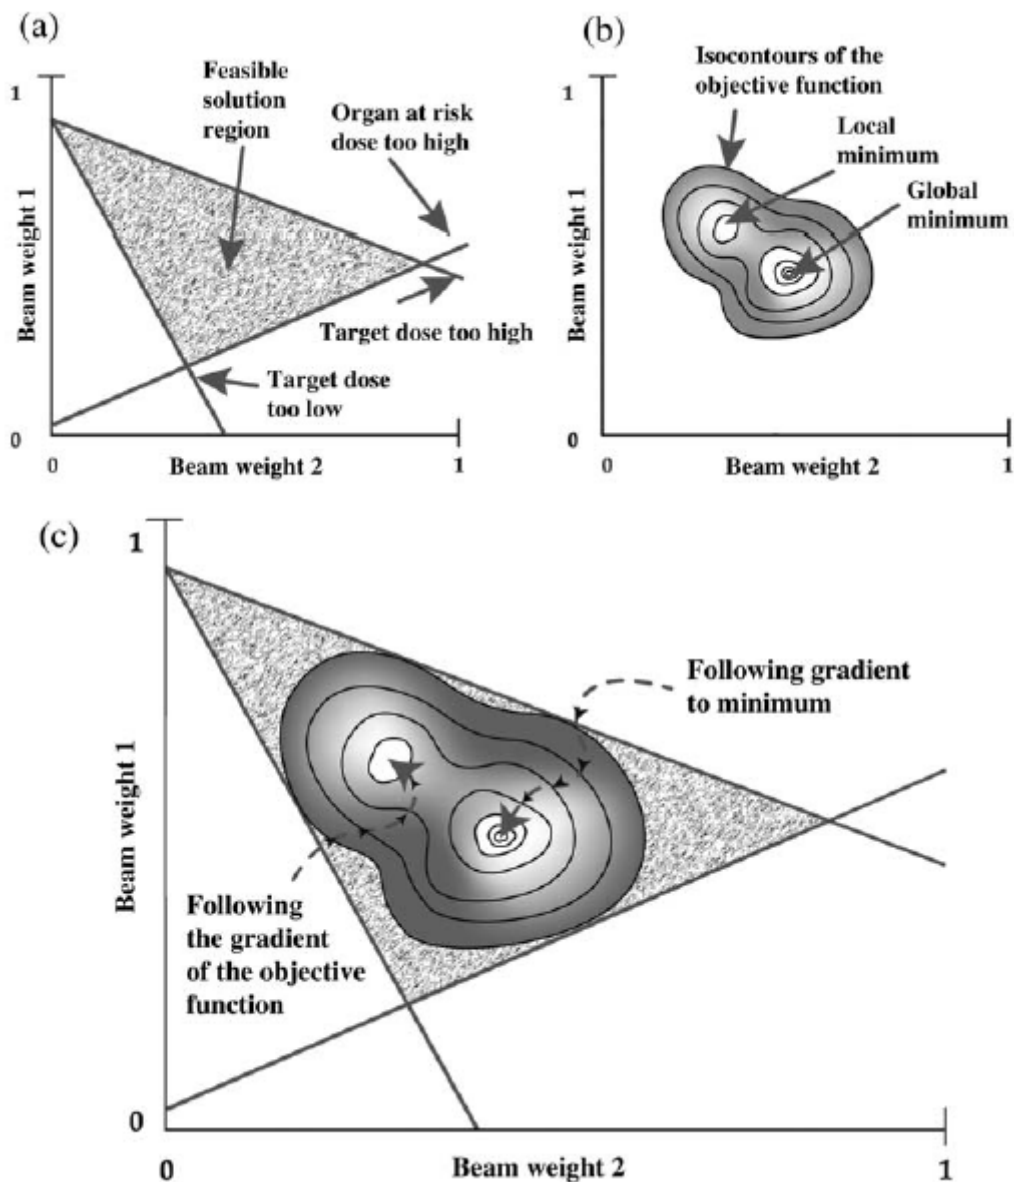 (a)
1
Feasible
solution
region
Organ at risk
dose too high
Beam weight 1
Target dose too high
Target dose
too low
0
0
Beam weight 2
1
(b)
Isocontours of the
objective function
1
Local
minimum
Global
minimum
Beam weight 1
0
0
Beam weight 2
1
(c)
1
Following gradient
to minimum
Beam weight 1
Following
the gradient
of the objective
function
0
0
Beam weight 2
1